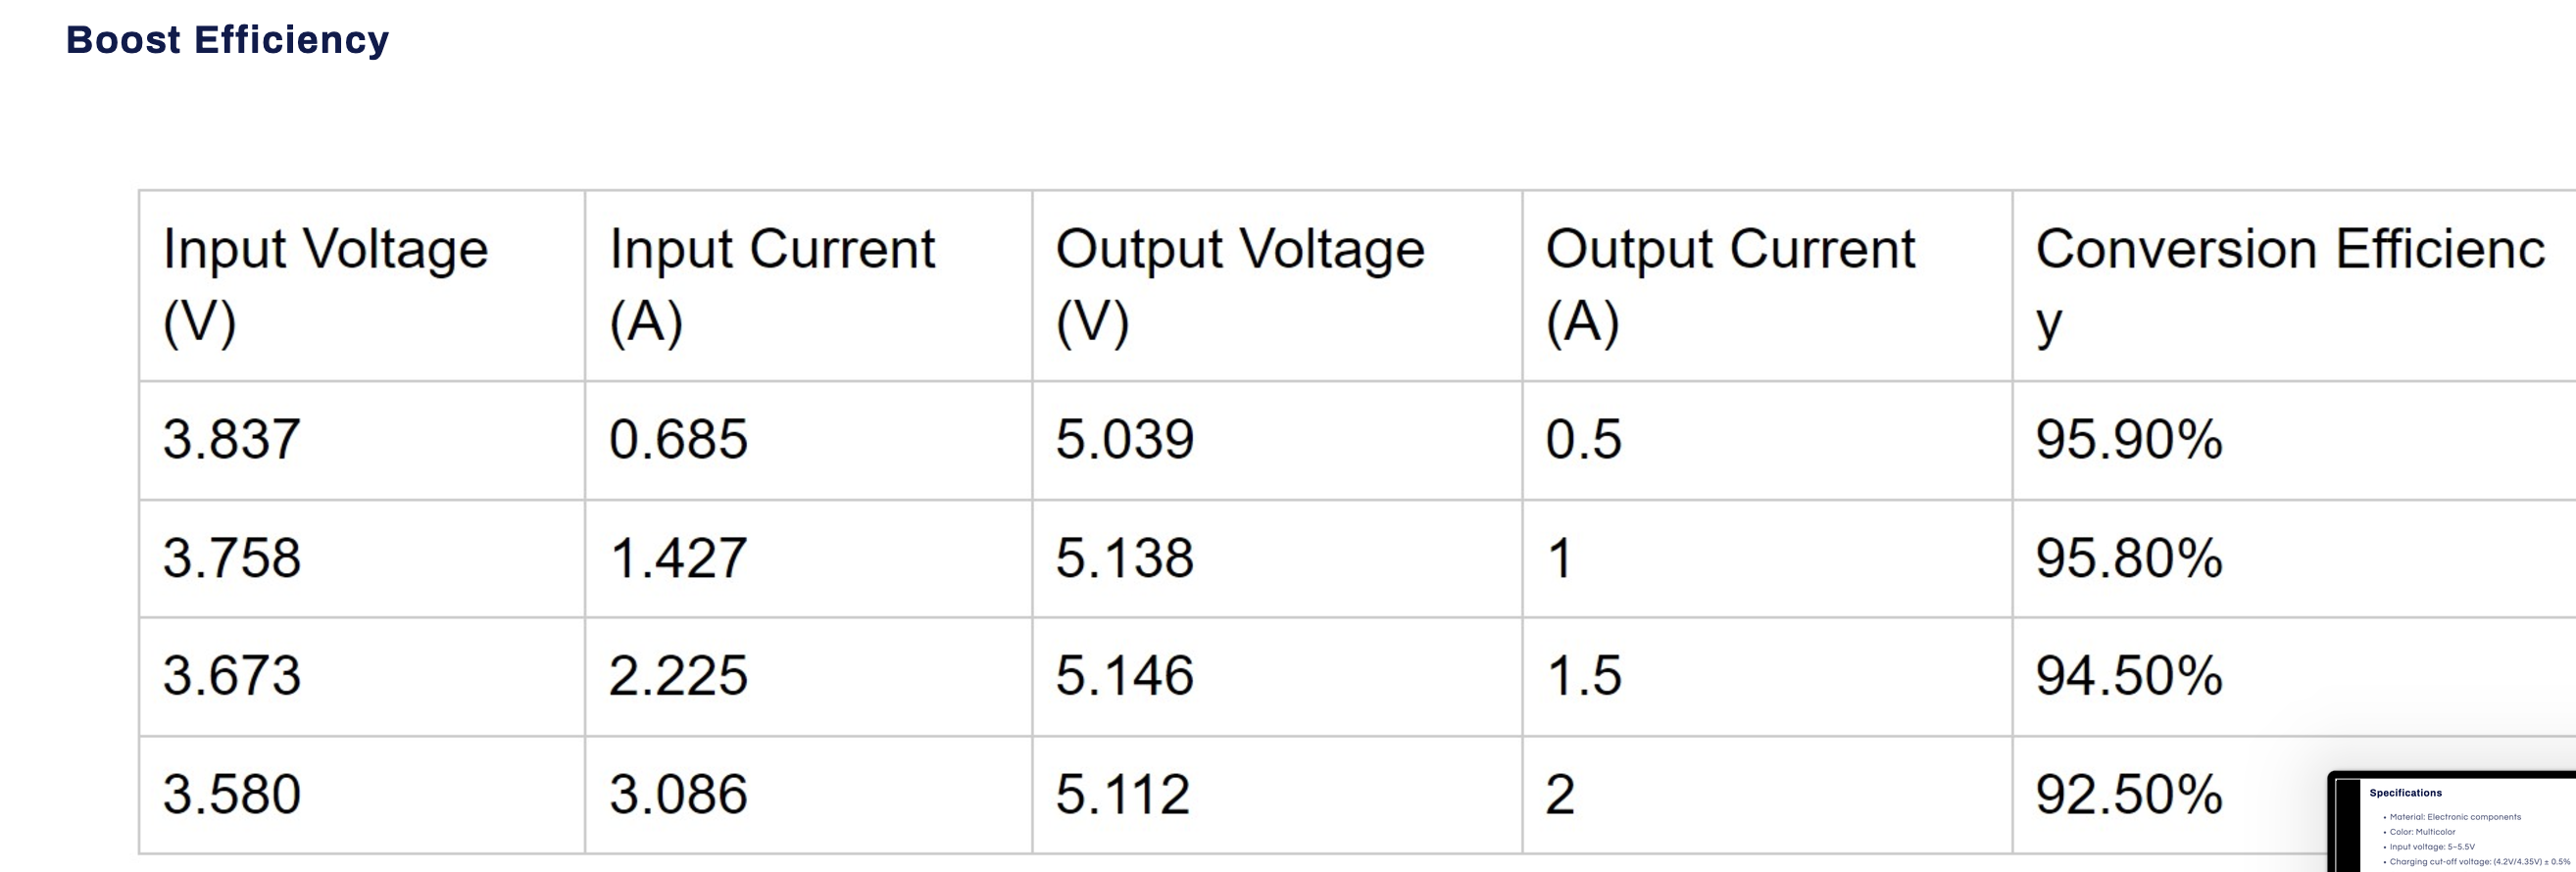 Boost Efficiency
Input Voltage (V) Input Current (A) Output Voltage (V) Output Current (A) Conversion Efficienc
y
3.837 0.685 5.039 0.5 95.90%
3.758 1.427 5.138 1 95.80%
3.673 2.225 5.146 1.5 94.50%
3.580 3.086 5.112 2 92.50%
Specifications
• Material: Electronic components
• Color: Multicolor
• Input voltage: 5~5.5V
• Charging cut-off voltage: (4.2V/4.35V) ± 0.5%